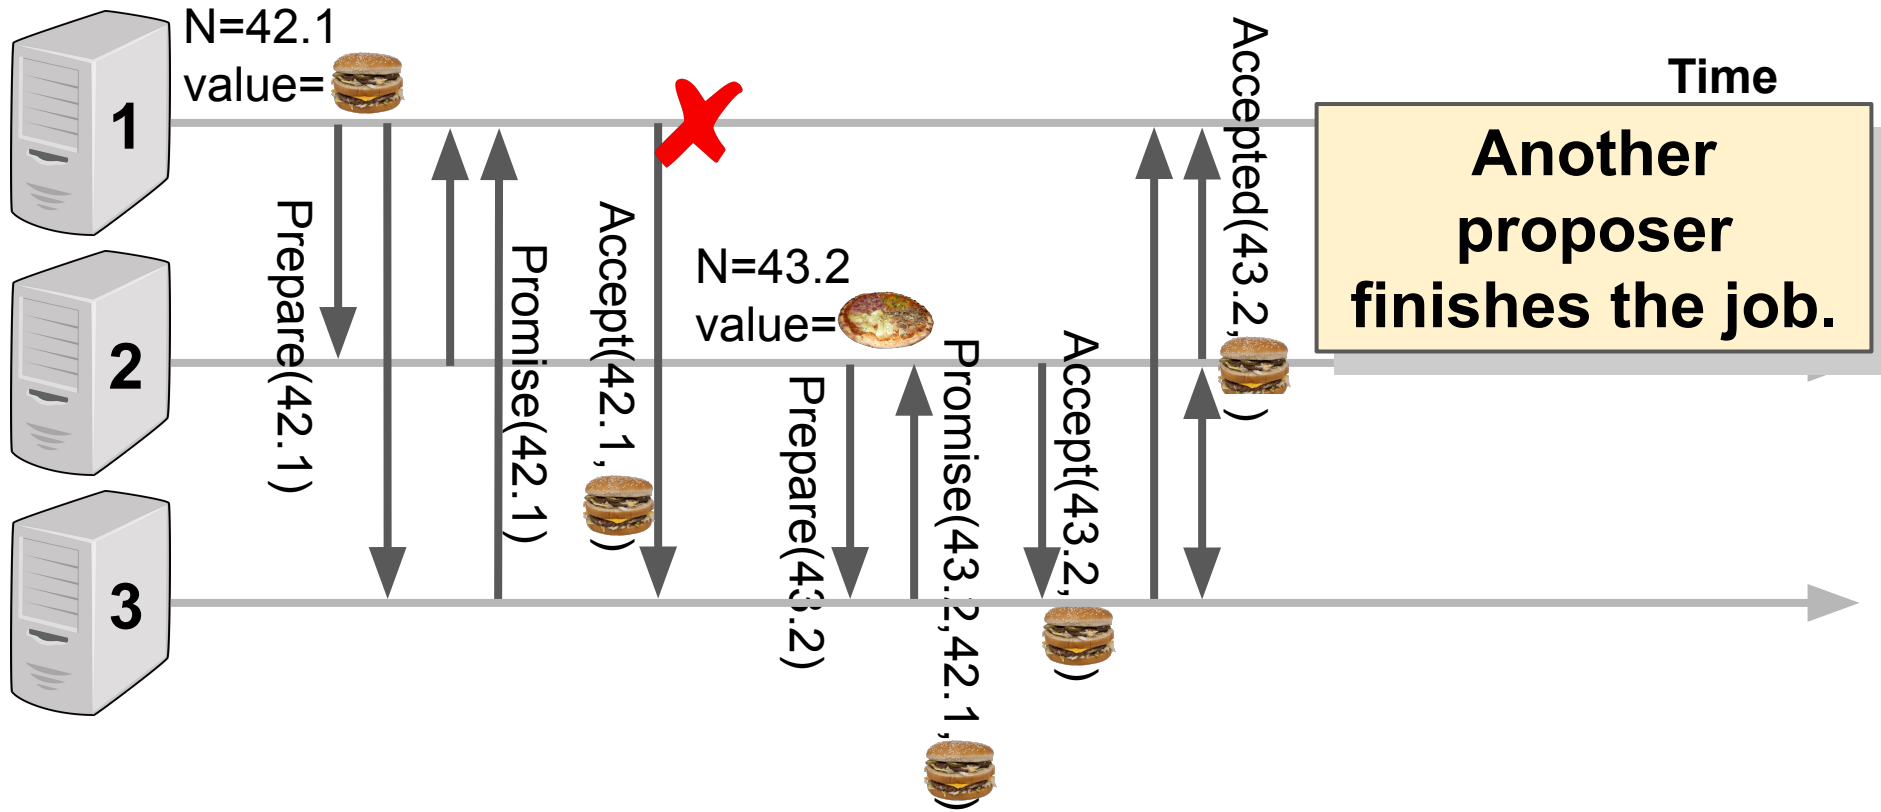 N=42.1
value=
1
Prepare(42.1)
Promise(42.1)
Accept(42.1, )
N=43.2
value=
2
Prepare(43.2)
Promise(43.2,42.1, )
Accept(43.2, )
Accepted(43.2, )
3
Time
Another
proposer
finishes the job.